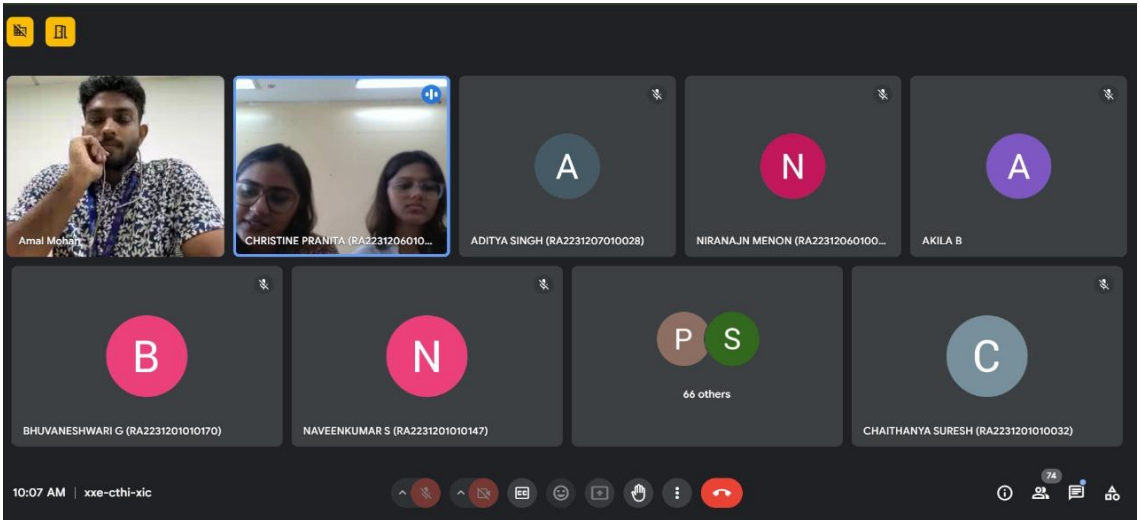 Amal Mohan
CHRISTINE PRANITA (RA2231206010...
A
ADITYA SINGH (RA2231207010028)
N
NIRANAJN MENON (RA22312060100...
A
AKILA B
B
BHUVANESHWARI G (RA2231201010170)
N
NAVEENKUMAR S (RA2231201010147)
P S
66 others
C
CHAITHANYA SURESH (RA2231201010032)
10:07 AM | xxe-cthi-xic
CC
74